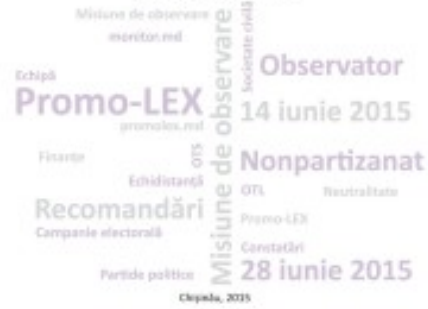 Misiune de observare
monitor.md
Societate civilă
Misiune de observare
Observator
Echipă
Promo-LEX
14 iunie 2015
promolex.md
Finanțe
OTS
Nonpartizanat
Echidistanță
OTL
Neutralitate
Recomandări
Promo-LEX
Campanie electorală
Constatări
Partide politice
28 iunie 2015
Chișinău, 2015